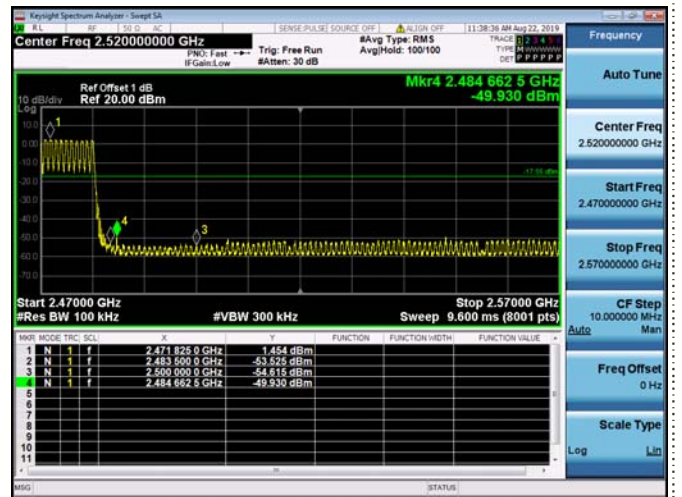 Keysight Spectrum Analyzer - Swept SA
RL RF 50 Ω AC SENSE:PULSE SOURCE OFF ALIGN OFF 11:38:36 AM Aug 22, 2019
Center Freq 2.520000000 GHz
PNO: Fast
IFGain:Low
Trig: Free Run
#Atten: 30 dB
#Avg Type: RMS
Avg|Hold: 100/100
TRACE 1 2 3 4 5 6
TYPE M W W W W W
DET P P P P P P
Frequency
Mkr4 2.484 662 5 GHz
-49.930 dBm
Ref Offset 1 dB
10 dB/div Ref 20.00 dBm
Log
10.0
0.00
-10.0
-20.0
-30.0
-40.0
-50.0
-60.0
-70.0
1
4
3
Start 2.47000 GHz Stop 2.57000 GHz
#Res BW 100 kHz #VBW 300 kHz Sweep 9.600 ms (8001 pts)
MKR MODE TRC SCL X Y FUNCTION FUNCTION WIDTH FUNCTION VALUE
1 N 1 f 2.471 825 0 GHz 1.454 dBm
2 N 1 f 2.483 500 0 GHz -53.525 dBm
3 N 1 f 2.500 000 0 GHz -54.615 dBm
4 N 1 f 2.484 662 5 GHz -49.930 dBm
5
6
7
8
9
10
11
MSG STATUS
Auto Tune
Center Freq
2.520000000 GHz
Start Freq
2.470000000 GHz
Stop Freq
2.570000000 GHz
CF Step
10.000000 MHz
Auto Man
Freq Offset
0 Hz
Scale Type
Log Lin